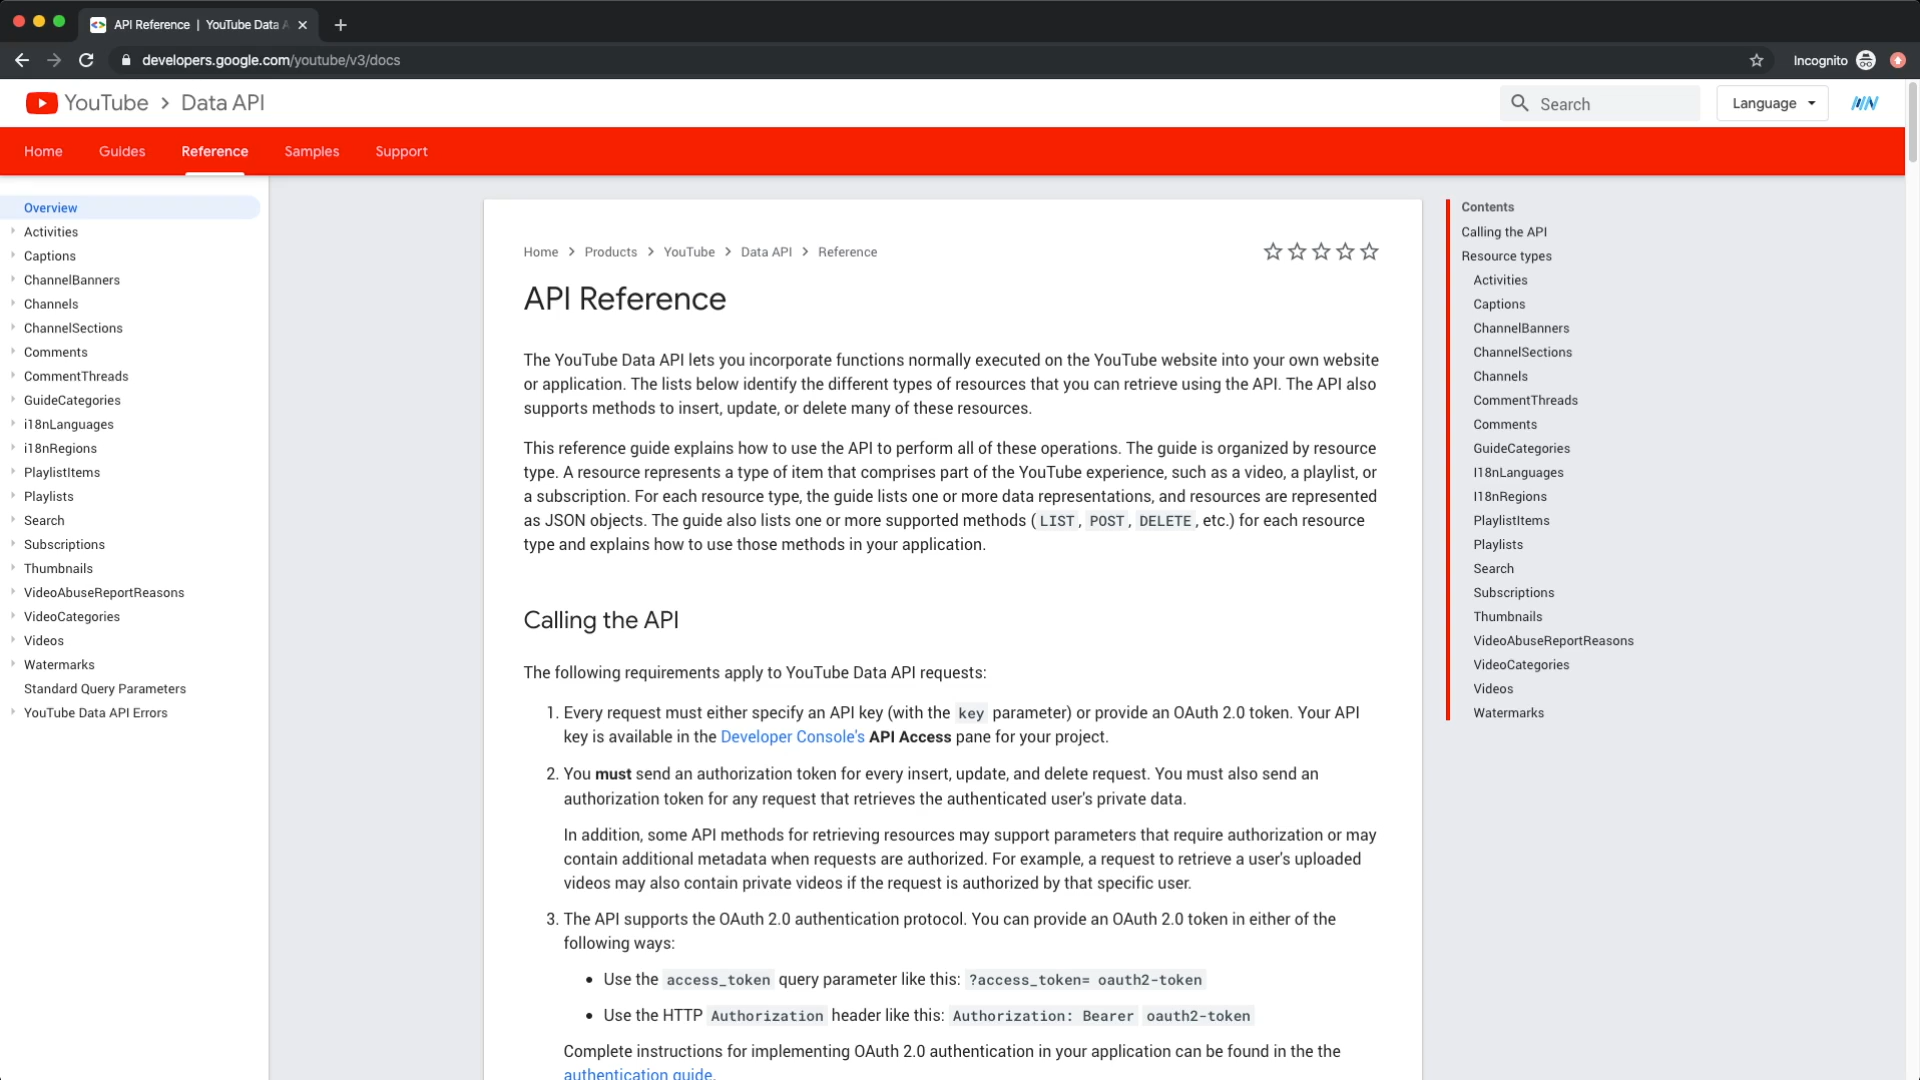 API Reference | YouTube Data A
developers.google.com/youtube/v3/docs
Incognito
YouTube > Data API
Search
Language
Home
Guides
Reference
Samples
Support
Overview
Activities
Captions
ChannelBanners
Channels
ChannelSections
Comments
CommentThreads
GuideCategories
i18nLanguages
i18nRegions
PlaylistItems
Playlists
Search
Subscriptions
Thumbnails
VideoAbuseReportReasons
VideoCategories
Videos
Watermarks
Standard Query Parameters
YouTube Data API Errors
Home > Products > YouTube > Data API > Reference
API Reference
The YouTube Data API lets you incorporate functions normally executed on the YouTube website into your own website
or application. The lists below identify the different types of resources that you can retrieve using the API. The API also
supports methods to insert, update, or delete many of these resources.
This reference guide explains how to use the API to perform all of these operations. The guide is organized by resource
type. A resource represents a type of item that comprises part of the YouTube experience, such as a video, a playlist, or
a subscription. For each resource type, the guide lists one or more data representations, and resources are represented
as JSON objects. The guide also lists one or more supported methods (LIST, POST, DELETE, etc.) for each resource
type and explains how to use those methods in your application.
Calling the API
The following requirements apply to YouTube Data API requests:
1. Every request must either specify an API key (with the key parameter) or provide an OAuth 2.0 token. Your API
key is available in the Developer Console's API Access pane for your project.
2. You must send an authorization token for every insert, update, and delete request. You must also send an
authorization token for any request that retrieves the authenticated user's private data.
In addition, some API methods for retrieving resources may support parameters that require authorization or may
contain additional metadata when requests are authorized. For example, a request to retrieve a user's uploaded
videos may also contain private videos if the request is authorized by that specific user.
3. The API supports the OAuth 2.0 authentication protocol. You can provide an OAuth 2.0 token in either of the
following ways:
• Use the access_token query parameter like this: ?access_token= oauth2-token
• Use the HTTP Authorization header like this: Authorization: Bearer oauth2-token
Complete instructions for implementing OAuth 2.0 authentication in your application can be found in the the
authentication guide.
Contents
Calling the API
Resource types
Activities
Captions
ChannelBanners
ChannelSections
Channels
CommentThreads
Comments
GuideCategories
I18nLanguages
I18nRegions
PlaylistItems
Playlists
Search
Subscriptions
Thumbnails
VideoAbuseReportReasons
VideoCategories
Videos
Watermarks